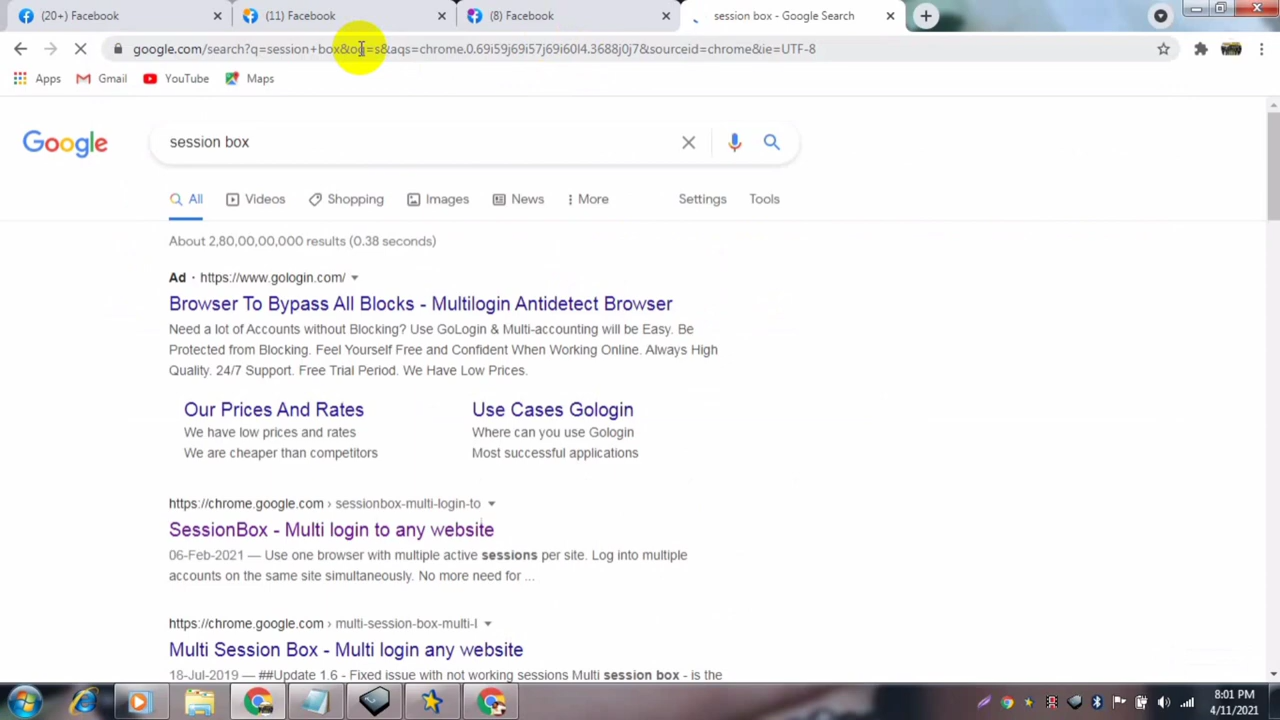 (20+) Facebook
(11) Facebook
(8) Facebook
session box - Google Search
google.com/search?q=session+box&oq=s&aqs=chrome.0.69i59j69i57j69i60l4.3688j0j7&sourceid=chrome&ie=UTF-8
Apps
Gmail
YouTube
Maps
Google
session box
All
Videos
Shopping
Images
News
More
Settings
Tools
About 2,80,00,00,000 results (0.38 seconds)
Ad · https://www.gologin.com/
Browser To Bypass All Blocks - Multilogin Antidetect Browser
Need a lot of Accounts without Blocking? Use GoLogin & Multi-accounting will be Easy. Be
Protected from Blocking. Feel Yourself Free and Confident When Working Online. Always High
Quality. 24/7 Support. Free Trial Period. We Have Low Prices.
Our Prices And Rates
We have low prices and rates
We are cheaper than competitors
Use Cases Gologin
Where can you use Gologin
Most successful applications
https://chrome.google.com › sessionbox-multi-login-to
SessionBox - Multi login to any website
06-Feb-2021 — Use one browser with multiple active sessions per site. Log into multiple
accounts on the same site simultaneously. No more need for ...
https://chrome.google.com › multi-session-box-multi-l
Multi Session Box - Multi login any website
18-Jul-2019 — ##Update 1.6 - Fixed issue with not working sessions Multi session box - is the
8:01 PM
4/11/2021